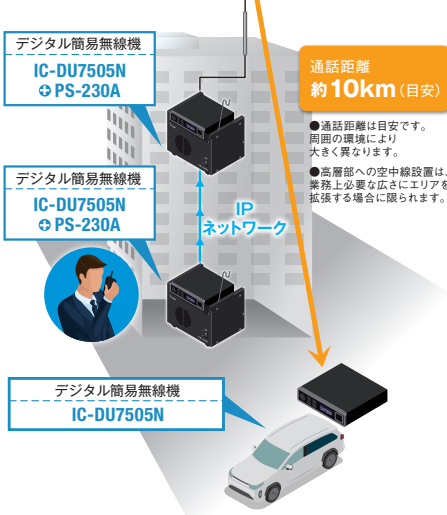 デジタル簡易無線機
IC-DU7505N
✚PS-230A
通話距離
約10km（目安）
●通話距離は目安です。
周囲の環境により
大きく異なります。
●高層部への空中線設置は、
業務上必要な広さにエリアを
拡張する場合に限られます。
デジタル簡易無線機
IC-DU7505N
✚PS-230A
IP
ネットワーク
デジタル簡易無線機
IC-DU7505N